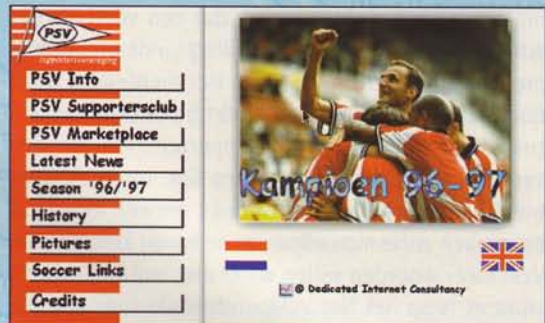 PSV
Supportersvereniging
PSV Info
PSV Supportersclub
PSV Marketplace
Latest News
Season '96/'97
History
Pictures
Soccer Links
Credits
Kampioen 96-97
@ Dedicated Internet Consultancy